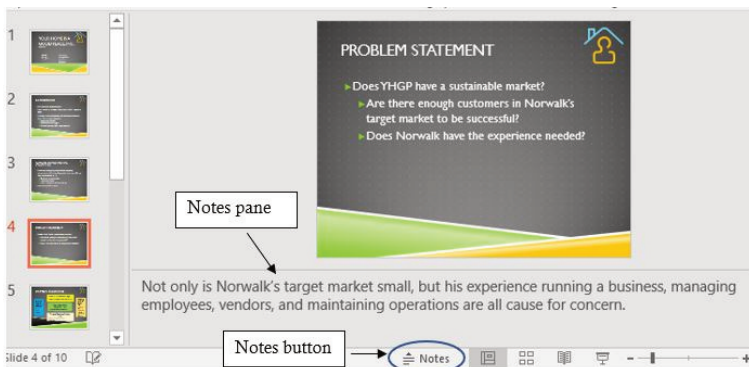 1
2
3
4
5
PROBLEM STATEMENT
Does YHGP have a sustainable market?
Are there enough customers in Norwalk's
target market to be successful?
Does Norwalk have the experience needed?
Notes pane
Not only is Norwalk's target market small, but his experience running a business, managing
employees, vendors, and maintaining operations are all cause for concern.
Notes button
Slide 4 of 10
Notes